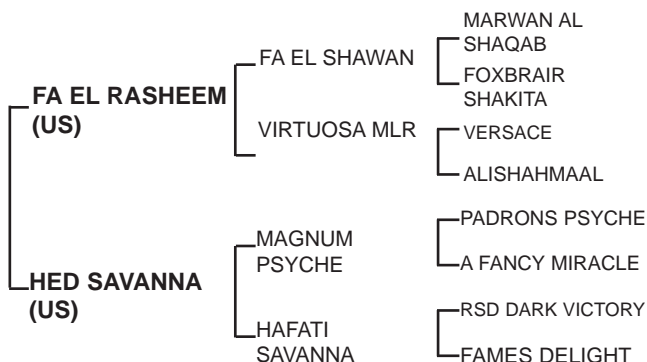 MARWAN AL
SHAQAB
FA EL SHAWAN
FOXBRAIR
SHAKITA
FA EL RASHEEM
(US)
VIRTUOSA MLR
VERSACE
ALISHAHMAAL
PADRONS PSYCHE
MAGNUM
PSYCHE
A FANCY MIRACLE
HED SAVANNA
(US)
RSD DARK VICTORY
HAFATI
SAVANNA
FAMES DELIGHT